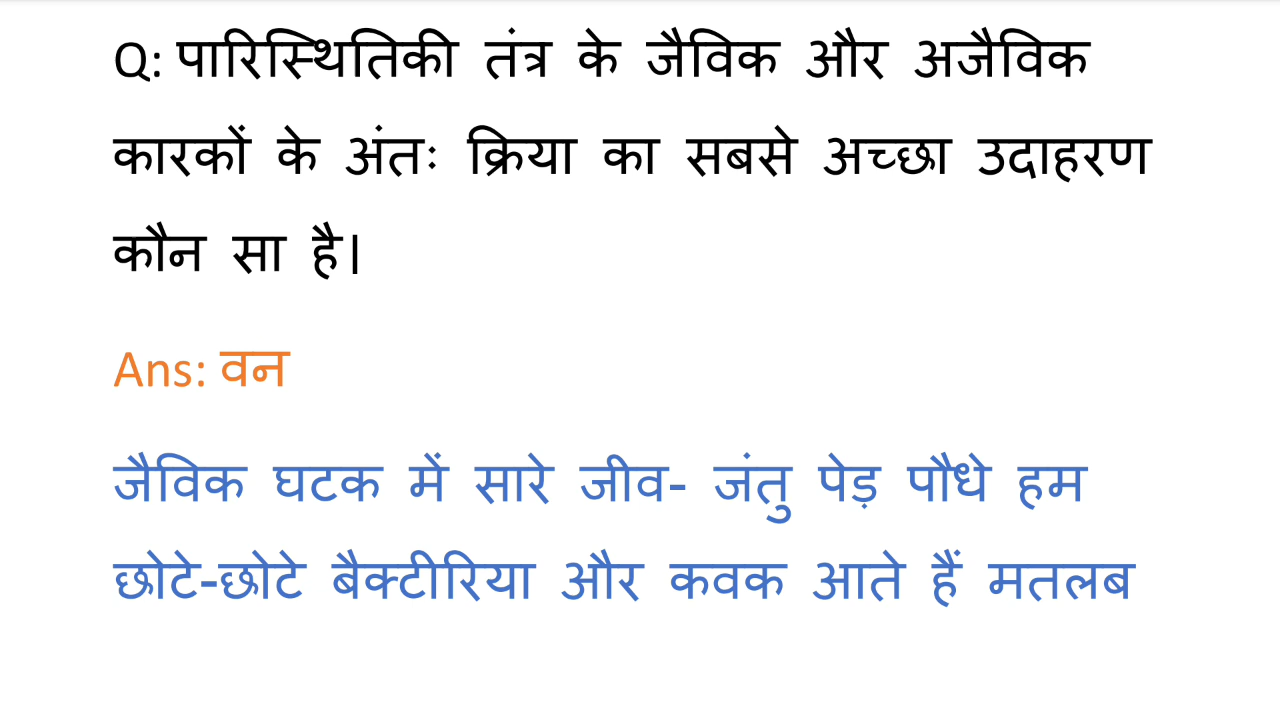 Q: पारिस्थितिकी तंत्र के जैविक और अजैविक
कारकों के अंतः क्रिया का सबसे अच्छा उदाहरण
कौन सा है।
Ans: वन
जैविक घटक में सारे जीव- जंतु पेड़ पौधे हम
छोटे-छोटे बैक्टीरिया और कवक आते हैं मतलब